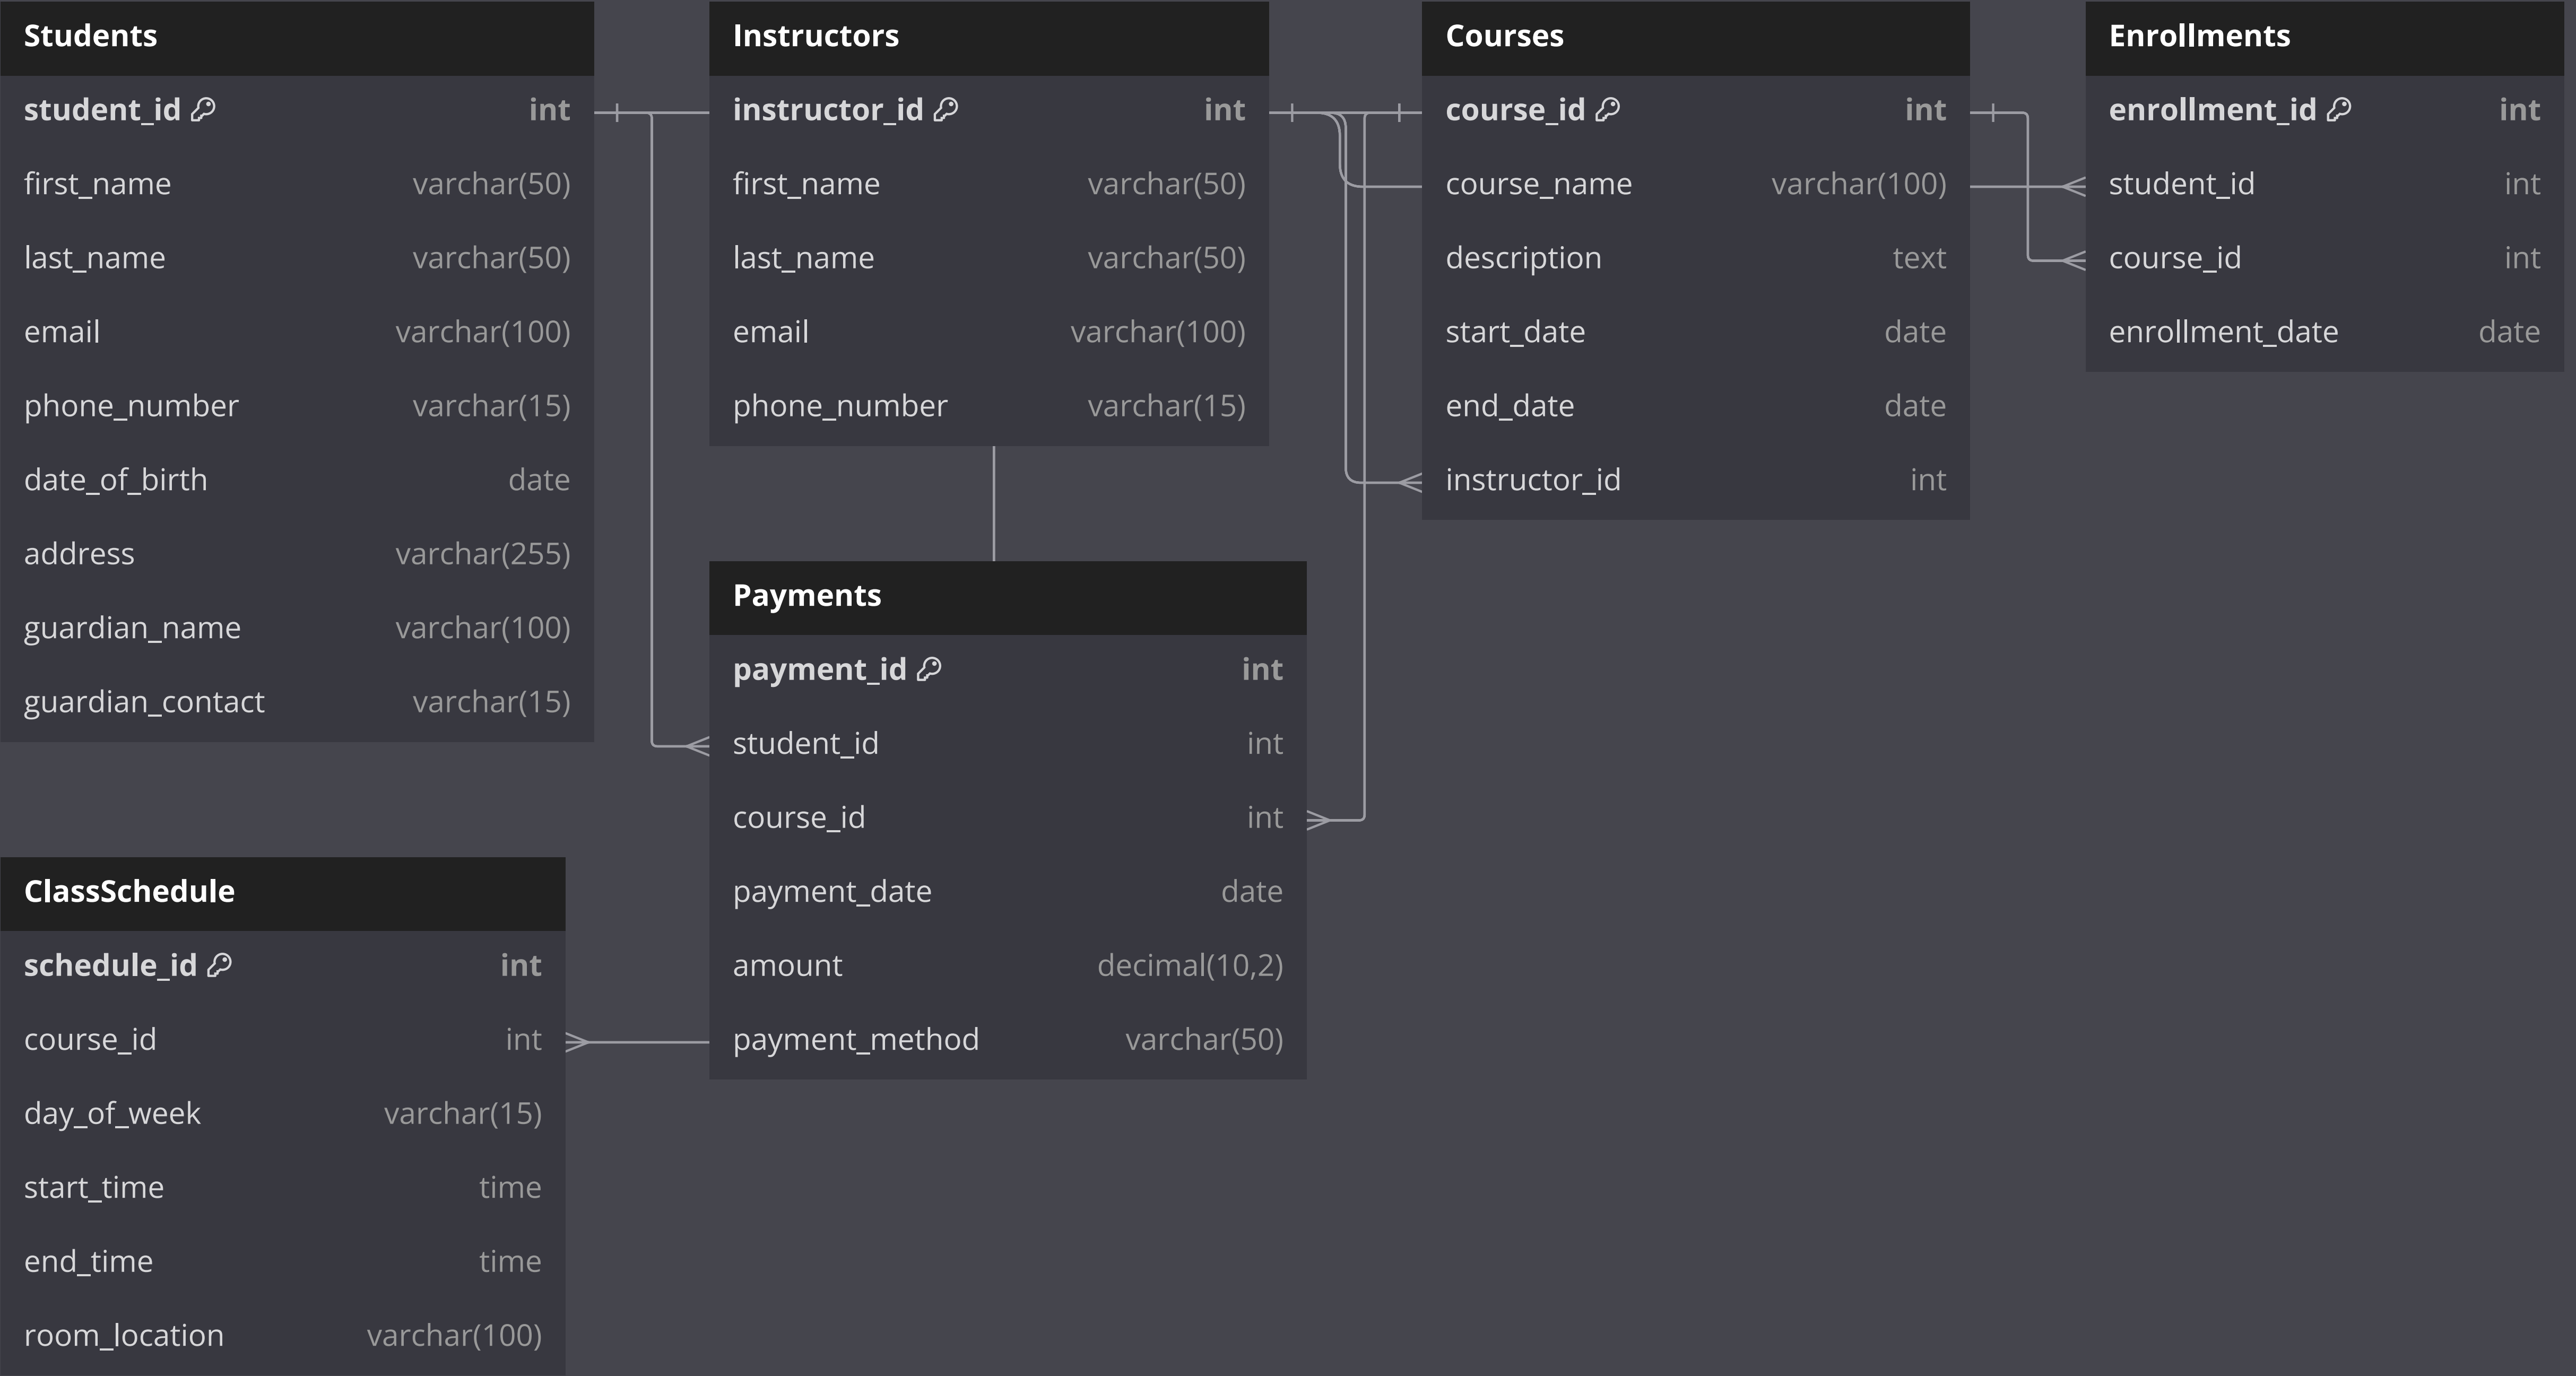 Students
student_id int
first_name varchar(50)
last_name varchar(50)
email varchar(100)
phone_number varchar(15)
date_of_birth date
address varchar(255)
guardian_name varchar(100)
guardian_contact varchar(15)
Instructors
instructor_id int
first_name varchar(50)
last_name varchar(50)
email varchar(100)
phone_number varchar(15)
Courses
course_id int
course_name varchar(100)
description text
start_date date
end_date date
instructor_id int
Enrollments
enrollment_id int
student_id int
course_id int
enrollment_date date
Payments
payment_id int
student_id int
course_id int
payment_date date
amount decimal(10,2)
payment_method varchar(50)
ClassSchedule
schedule_id int
course_id int
day_of_week varchar(15)
start_time time
end_time time
room_location varchar(100)